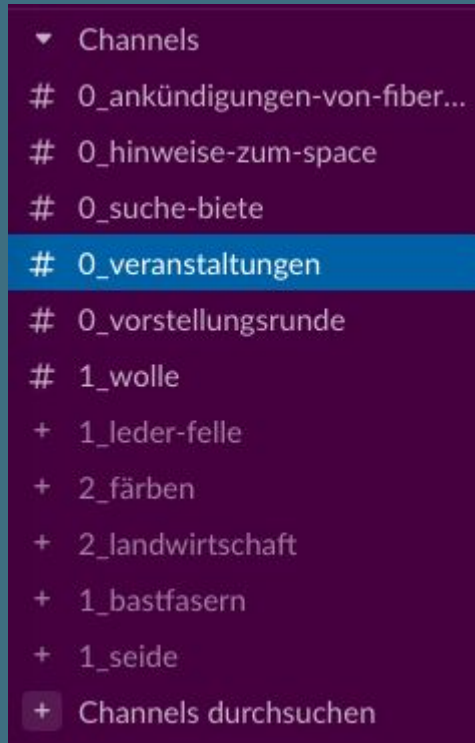 Channels
# 0_ankündigungen-von-fiber...
# 0_hinweise-zum-space
# 0_suche-biete
# 0_veranstaltungen
# 0_vorstellungsrunde
# 1_wolle
+ 1_leder-felle
+ 2_färben
+ 2_landwirtschaft
+ 1_bastfasern
+ 1_seide
+ Channels durchsuchen